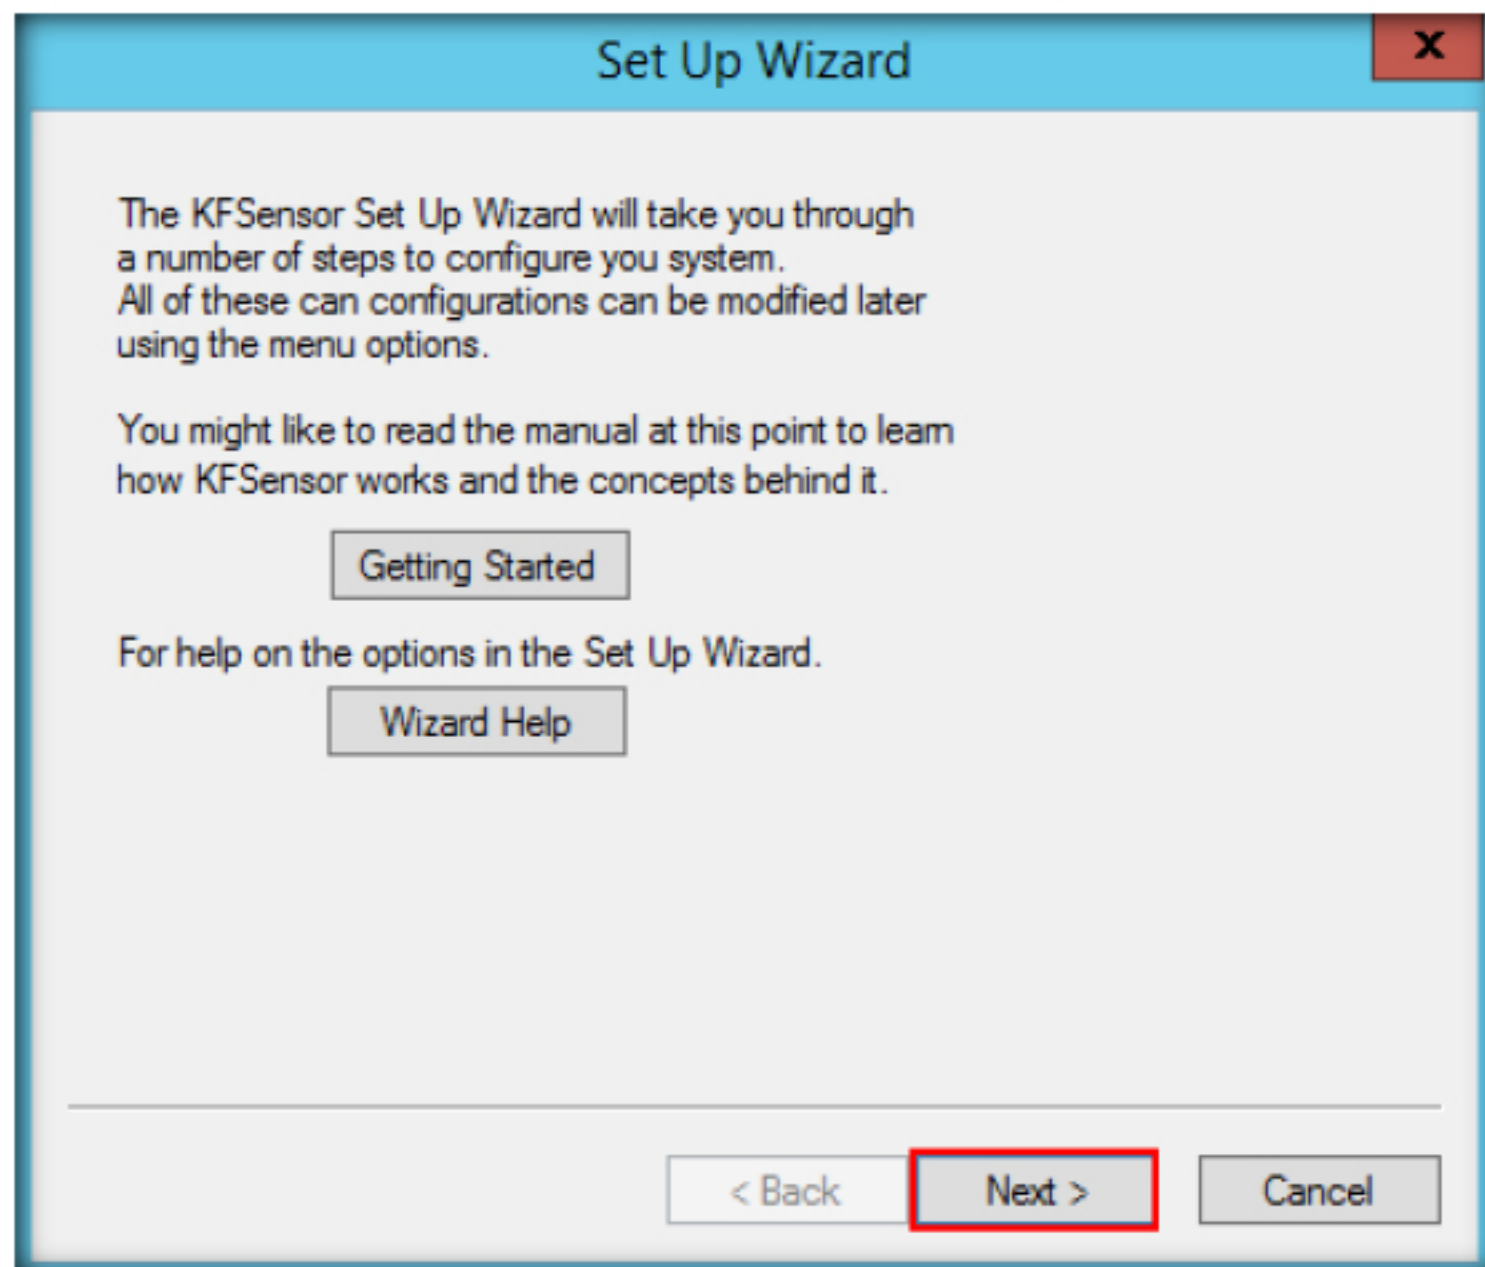 Set Up Wizard
x
The KFSensor Set Up Wizard will take you through
a number of steps to configure you system.
All of these can configurations can be modified later
using the menu options.
You might like to read the manual at this point to learn
how KFSensor works and the concepts behind it.
Getting Started
For help on the options in the Set Up Wizard.
Wizard Help
< Back
Next >
Cancel